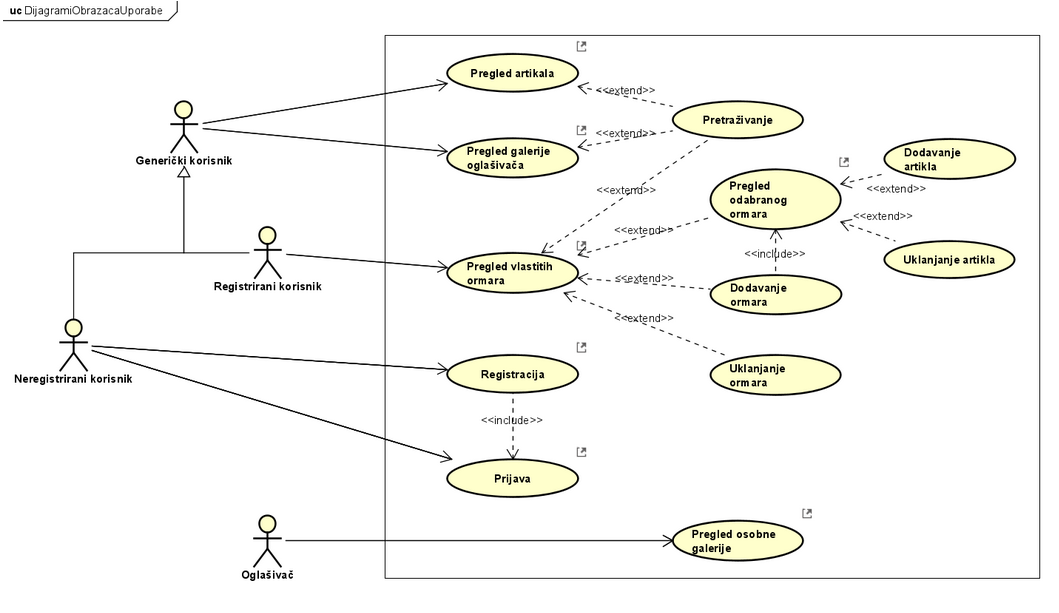 uc DijagramiObrazacaUporabe
Pregled artikala
<<extend>>
Pretraživanje
Generički korisnik
Pregled galerije
oglašivača
<<extend>>
Dodavanje
artikla
<<extend>>
Pregled
odabranog
ormara
<<extend>>
<<extend>>
<<extend>>
Uklanjanje artikla
<<include>>
Registrirani korisnik
Pregled vlastitih
ormara
<<extend>>
Dodavanje
ormara
<<extend>>
Neregistrirani korisnik
Registracija
Uklanjanje
ormara
<<include>>
Prijava
Oglašivač
Pregled osobne
galerije